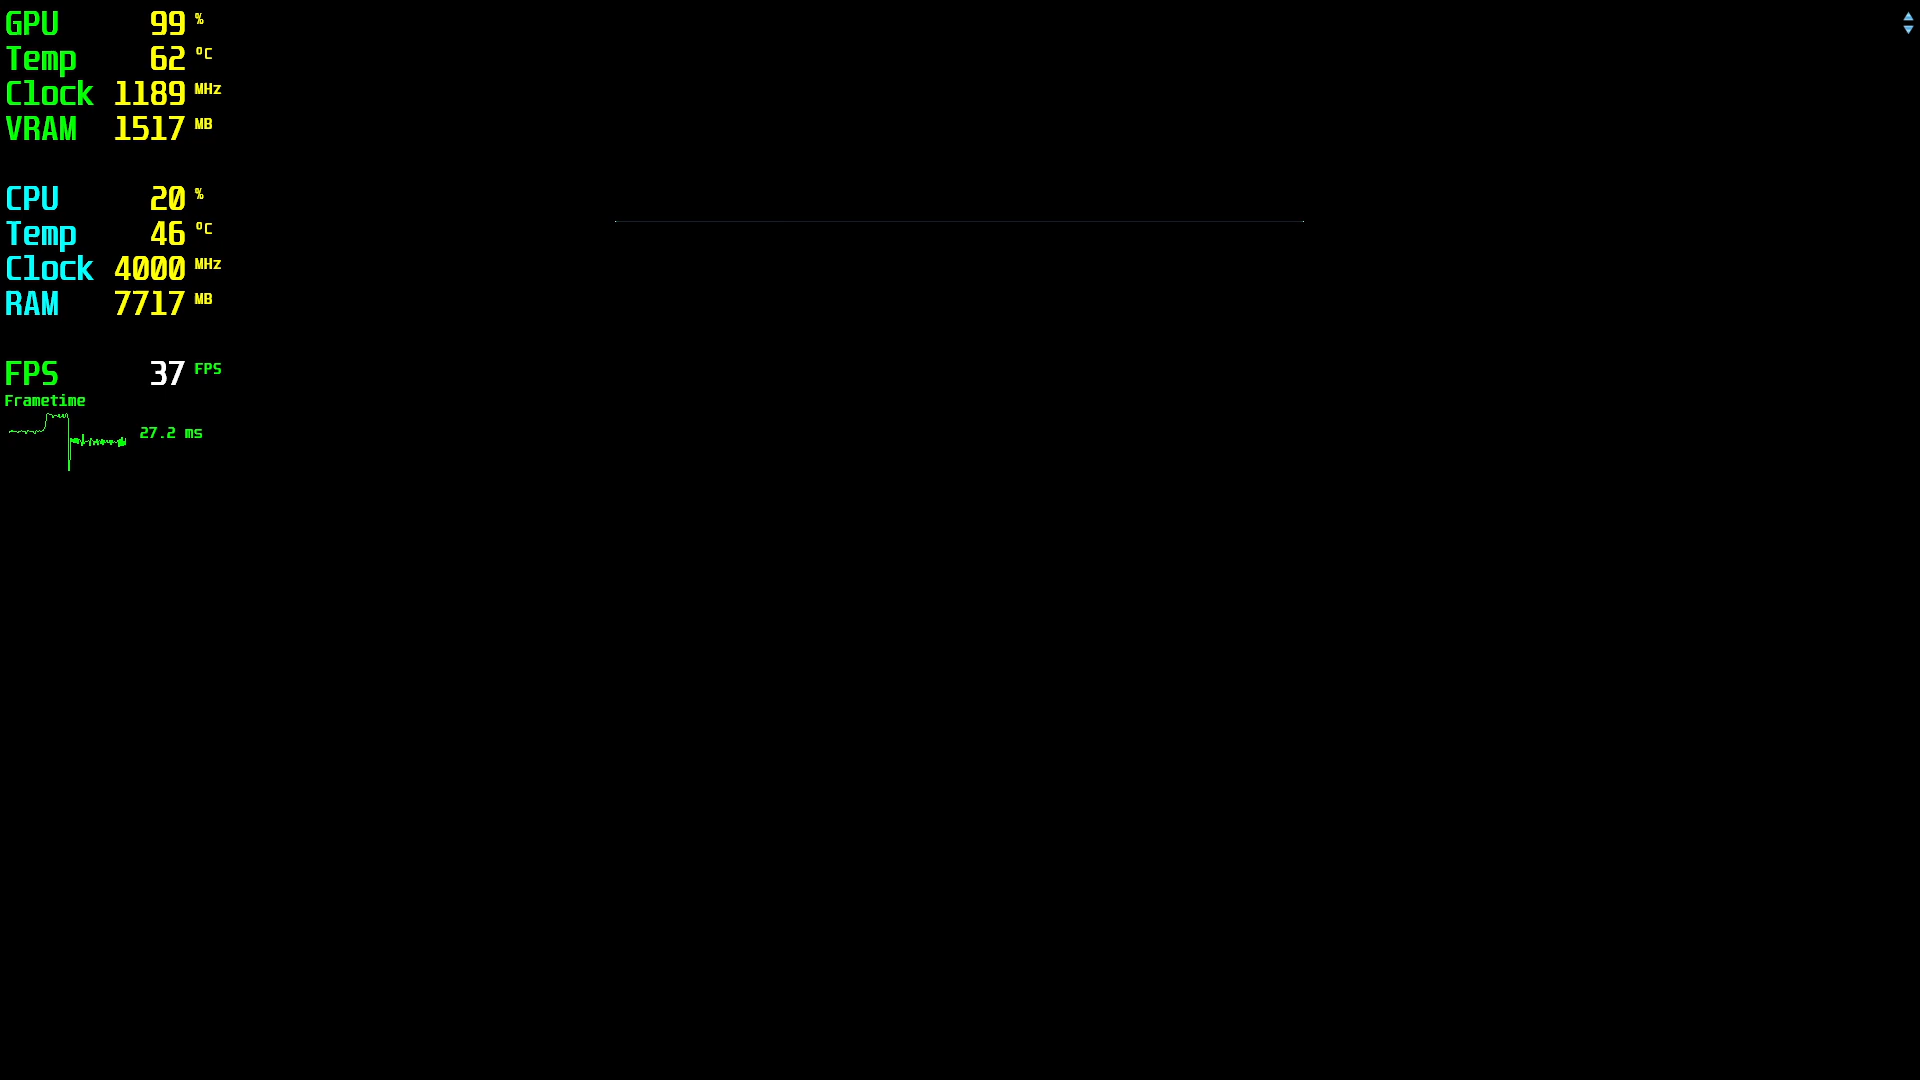 GPU 99 %
Temp 62 °C
Clock 1189 MHz
VRAM 1517 MB
CPU 20 %
Temp 46 °C
Clock 4000 MHz
RAM 7717 MB
FPS 37 FPS
Frametime
27.2 ms